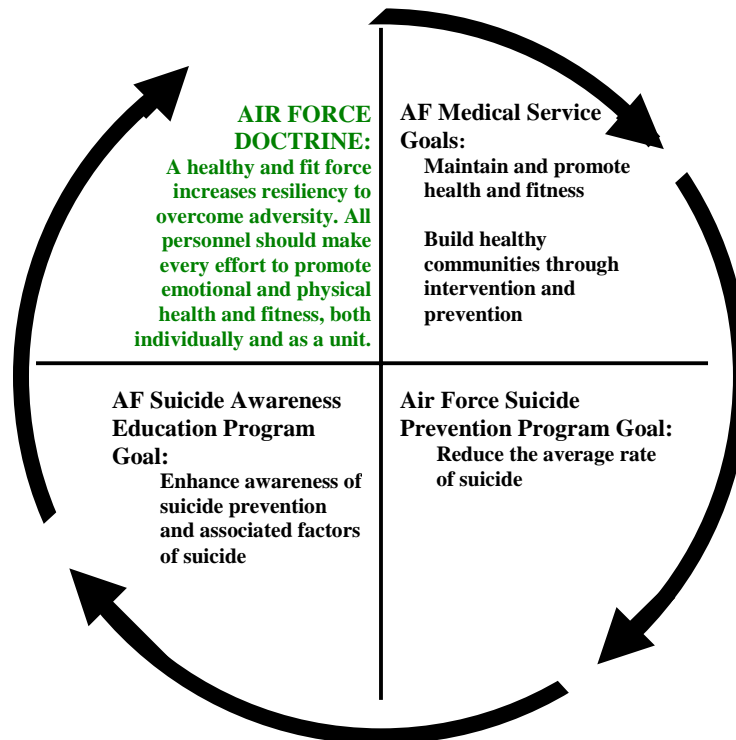 AIR FORCE
DOCTRINE:
A healthy and fit force
increases resiliency to
overcome adversity. All
personnel should make
every effort to promote
emotional and physical
health and fitness, both
individually and as a unit.
AF Medical Service
Goals:
Maintain and promote
health and fitness
Build healthy
communities through
intervention and
prevention
AF Suicide Awareness
Education Program
Goal:
Enhance awareness of
suicide prevention
and associated factors
of suicide
Air Force Suicide
Prevention Program Goal:
Reduce the average rate
of suicide